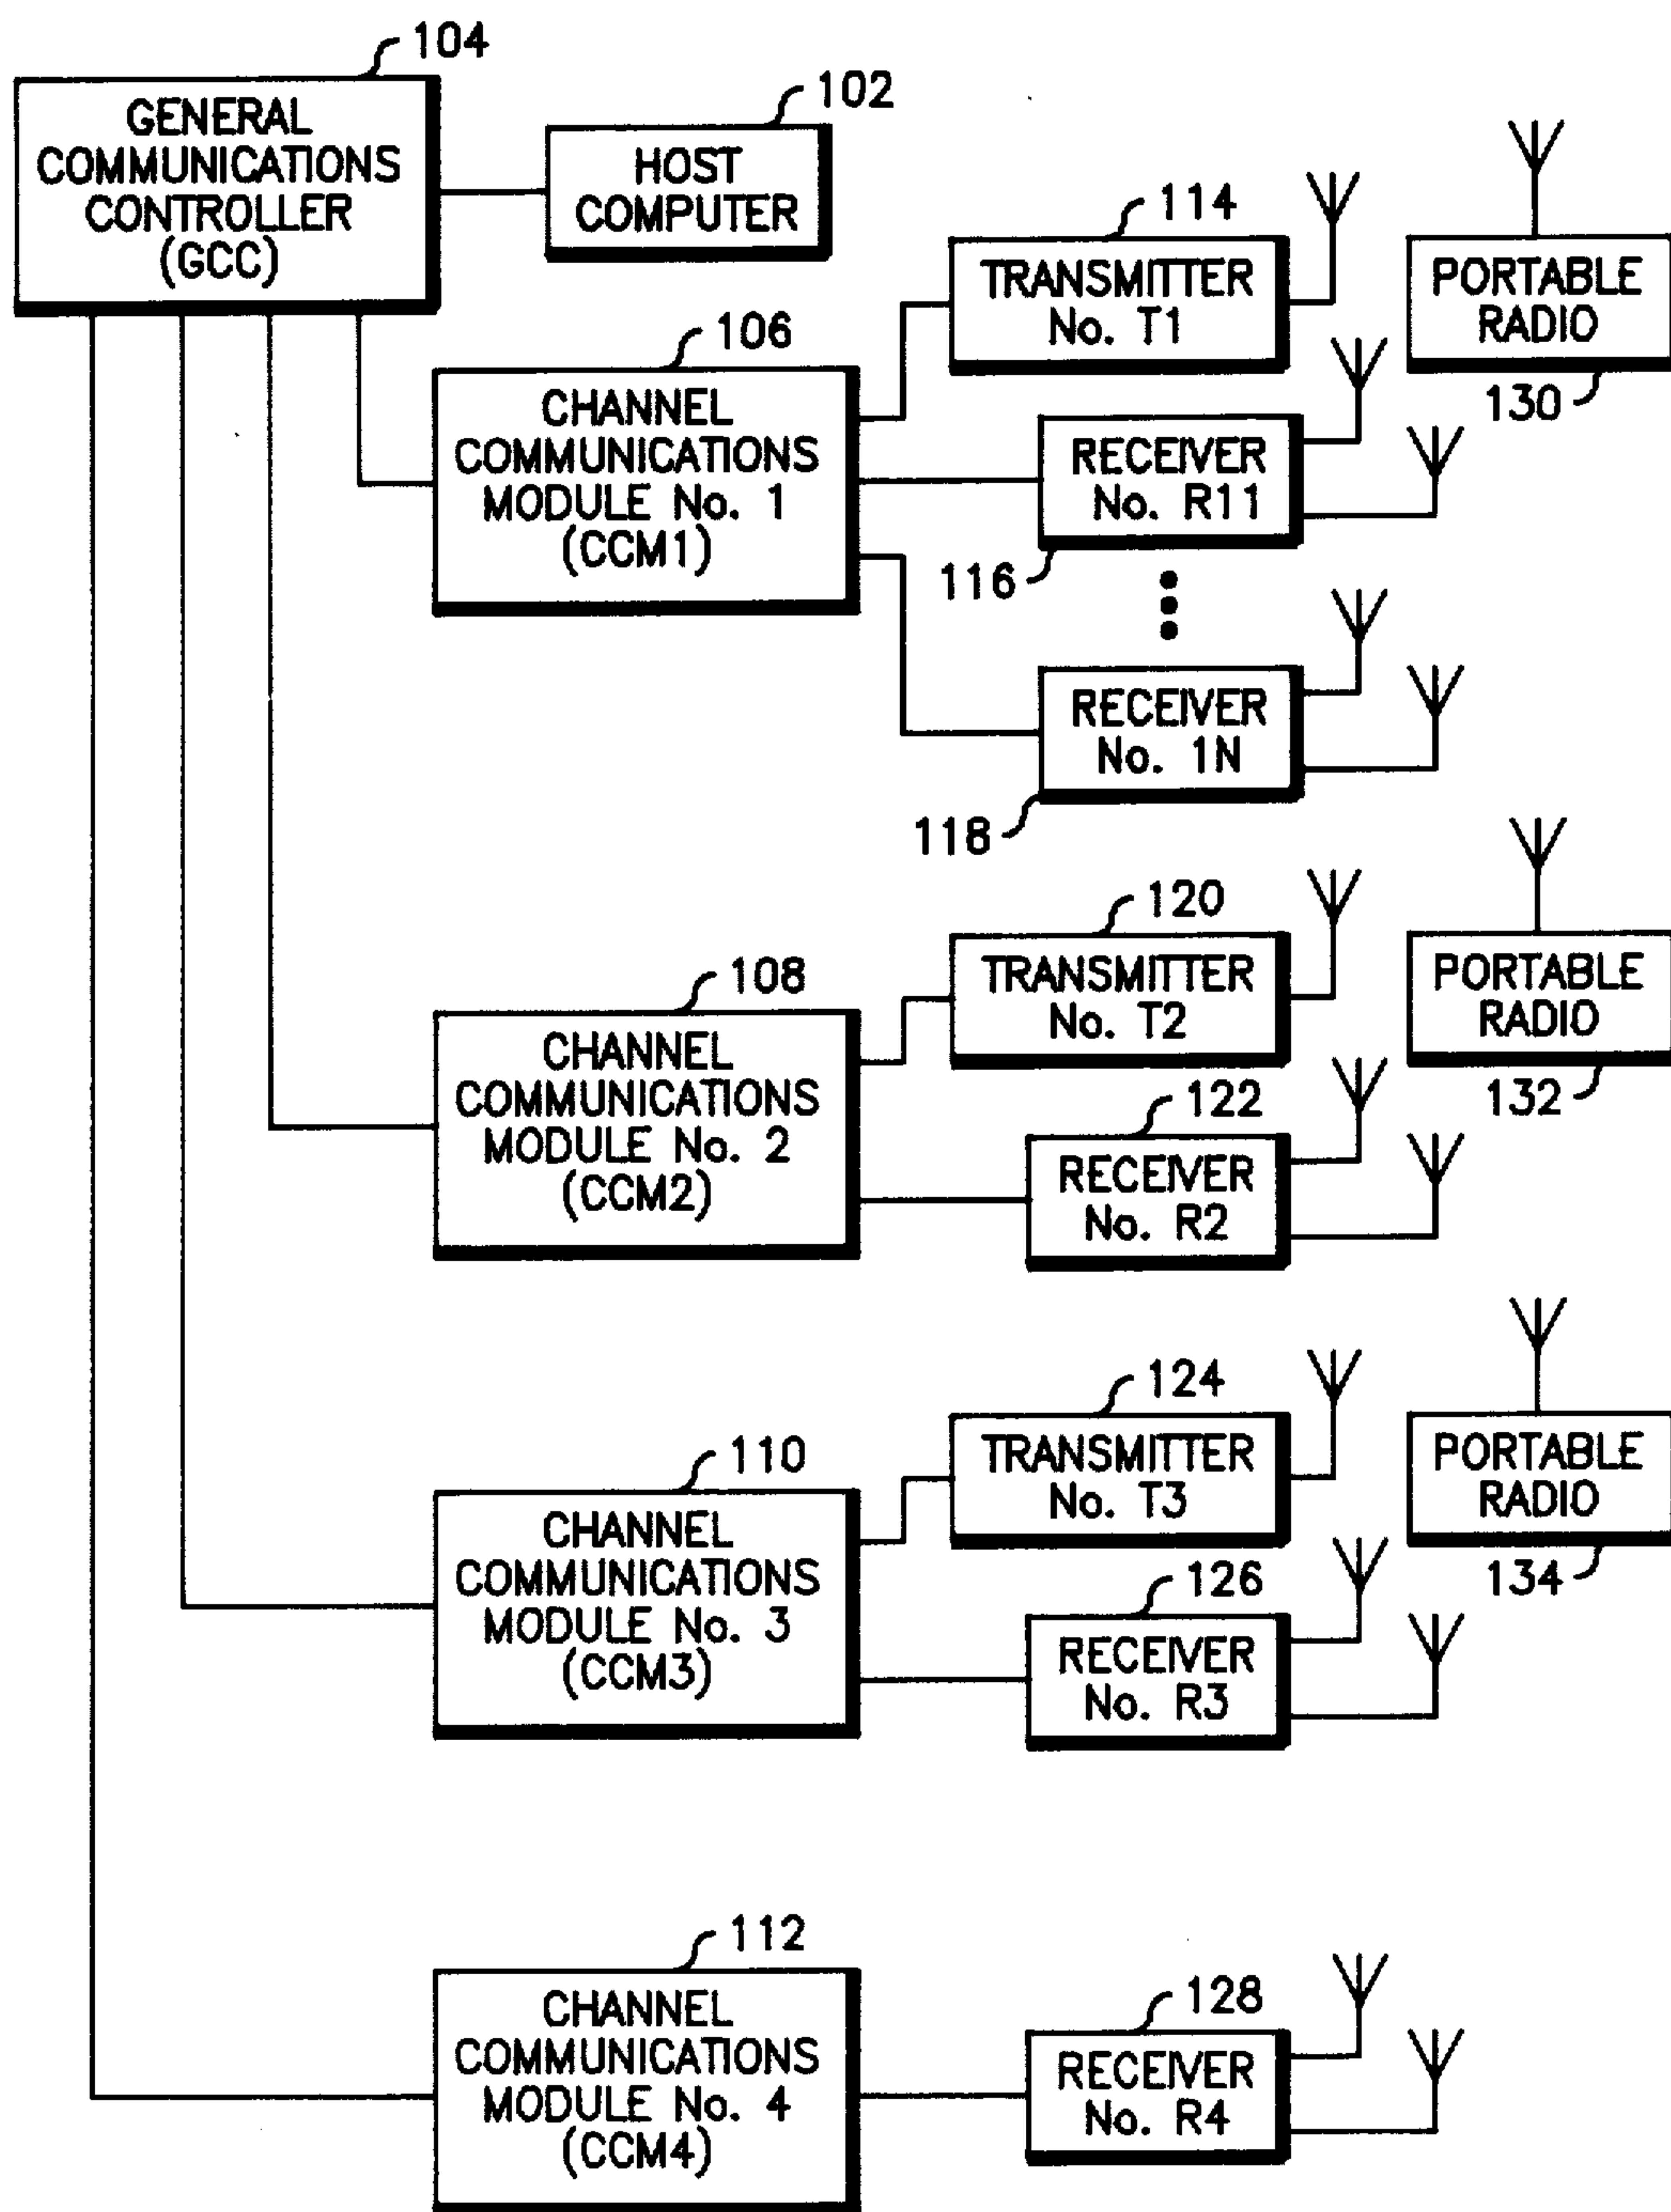 104
GENERAL
COMMUNICATIONS
CONTROLLER
(GCC)
102
HOST
COMPUTER
114
TRANSMITTER
No. T1
PORTABLE
RADIO
130
106
CHANNEL
COMMUNICATIONS
MODULE No. 1
(CCM1)
RECEIVER
No. R11
116
RECEIVER
No. 1N
118
120
TRANSMITTER
No. T2
PORTABLE
RADIO
132
108
CHANNEL
COMMUNICATIONS
MODULE No. 2
(CCM2)
122
RECEIVER
No. R2
124
TRANSMITTER
No. T3
PORTABLE
RADIO
134
110
CHANNEL
COMMUNICATIONS
MODULE No. 3
(CCM3)
126
RECEIVER
No. R3
112
CHANNEL
COMMUNICATIONS
MODULE No. 4
(CCM4)
128
RECEIVER
No. R4